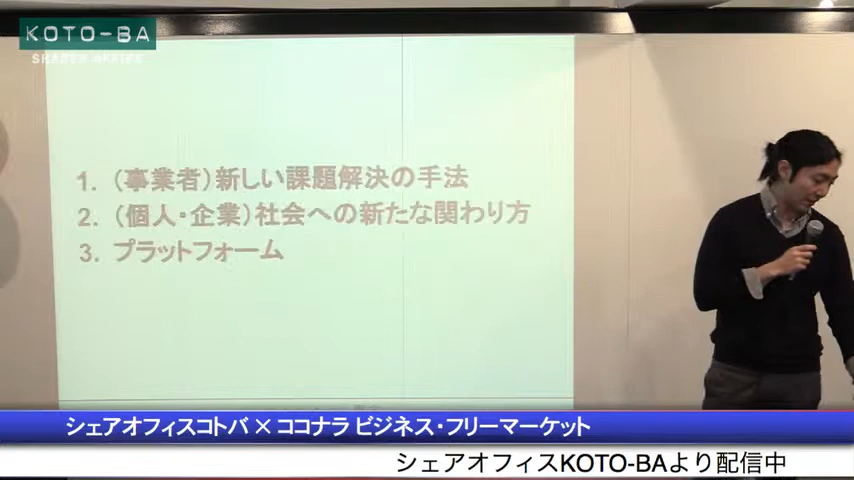 KOTO-BA
SHARED OFFICE
1. (事業者)新しい課題解決の手法
2. (個人・企業)社会への新たな関わり方
3. プラットフォーム
シェアオフィスコトバ × ココナラ ビジネス・フリーマーケット
シェアオフィスKOTO-BAより配信中